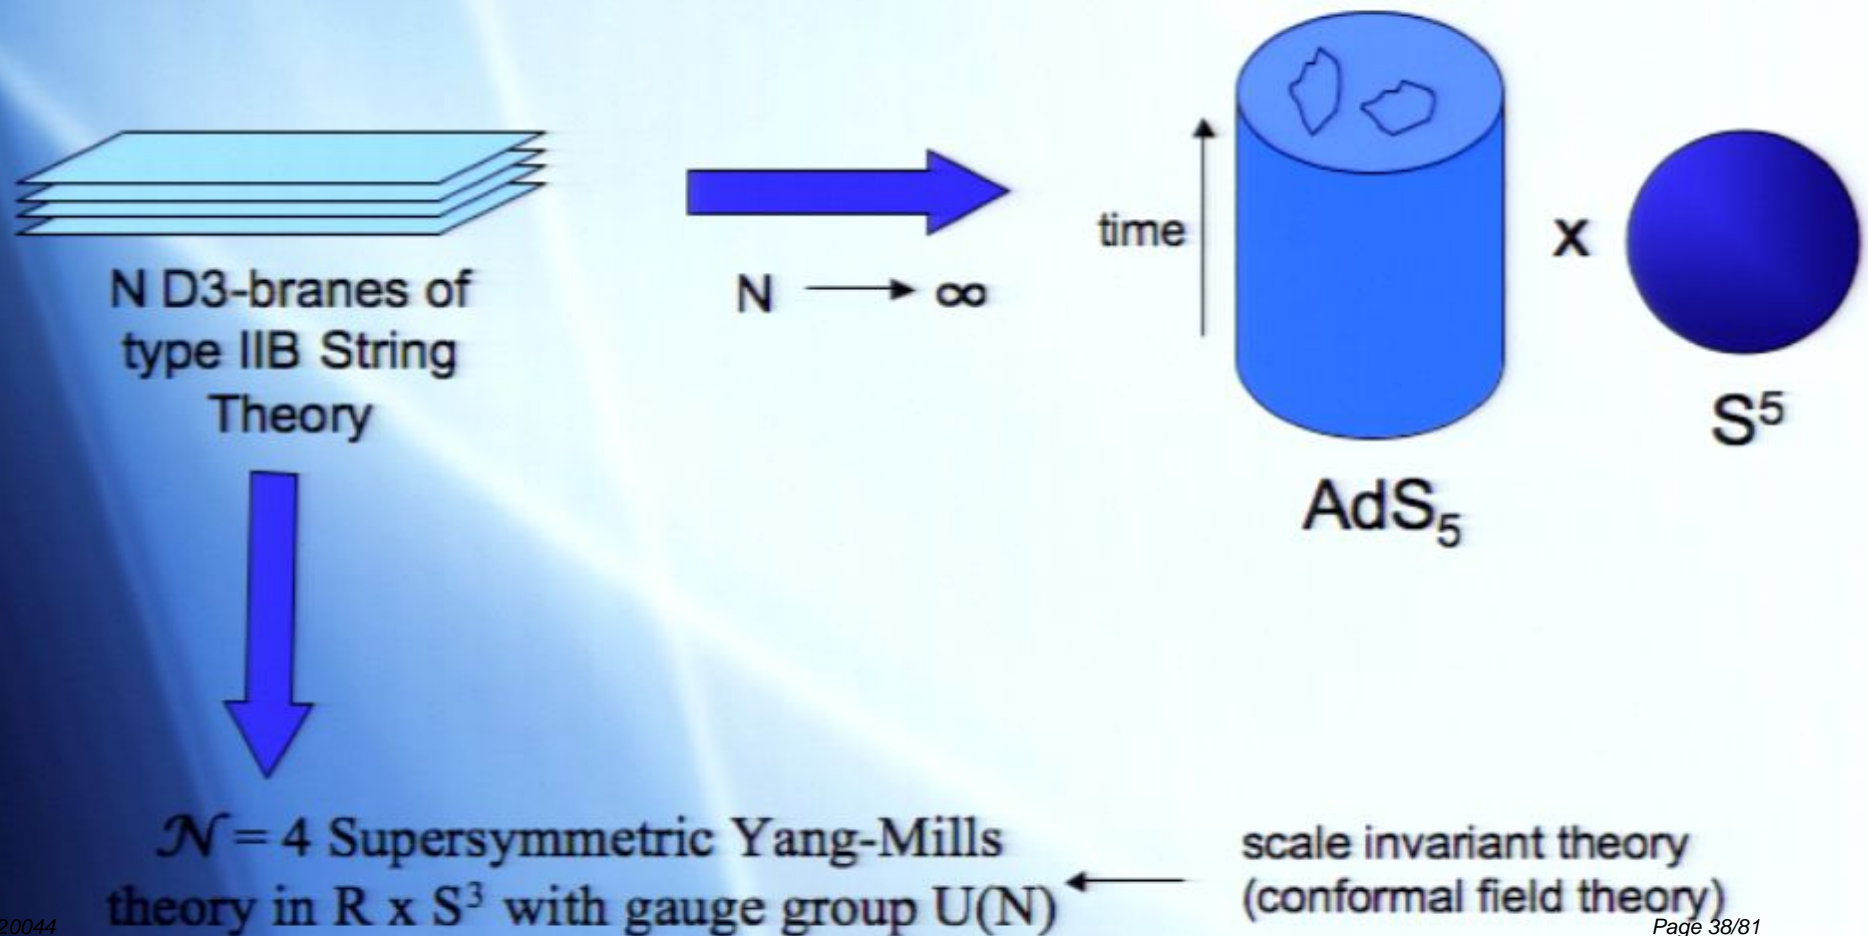 N D3-branes of
type IIB String
Theory
N → ∞
time
x
S⁵
AdS₅
𝒩 = 4 Supersymmetric Yang-Mills
theory in R x S³ with gauge group U(N)
scale invariant theory
(conformal field theory)
20044
Page 38/81